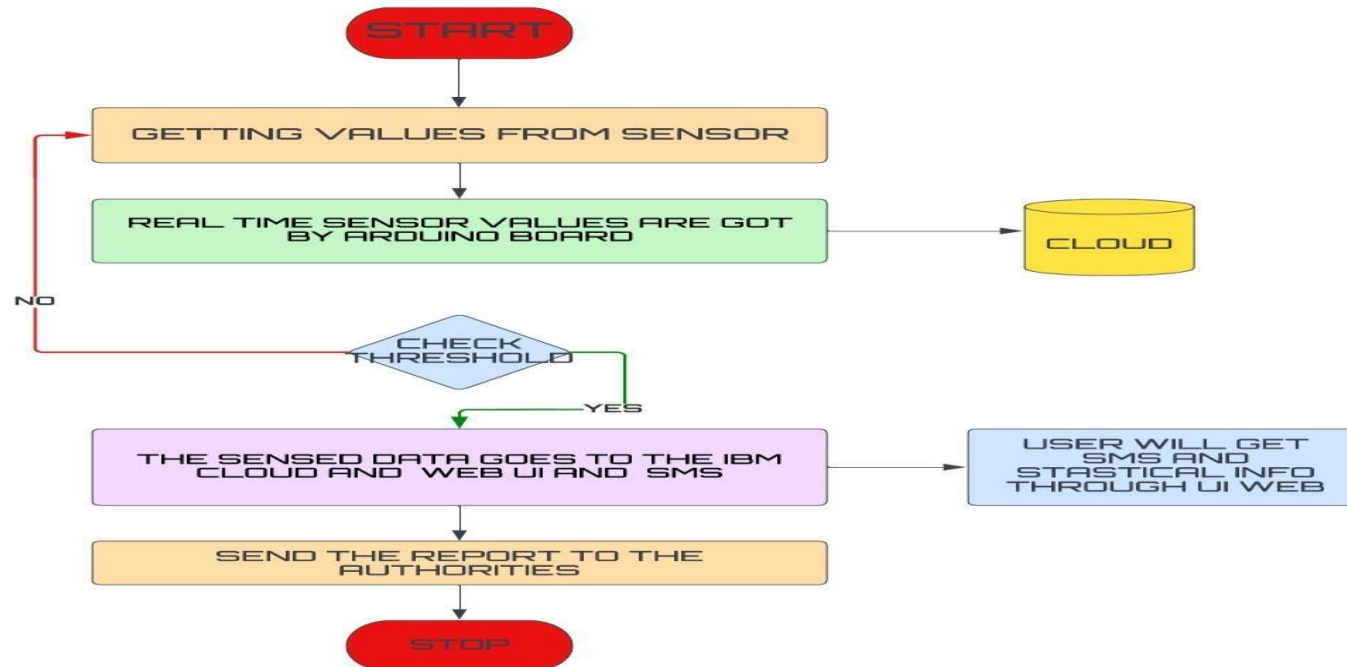 START
GETTING VALUES FROM SENSOR
REAL TIME SENSOR VALUES ARE GOT
BY ARDUINO BOARD
CLOUD
NO
CHECK
THRESHOLD
YES
THE SENSED DATA GOES TO THE IBM
CLOUD AND WEB UI AND SMS
USER WILL GET
SMS AND
STASTICAL INFO
THROUGH UI WEB
SEND THE REPORT TO THE
AUTHORITIES
STOP